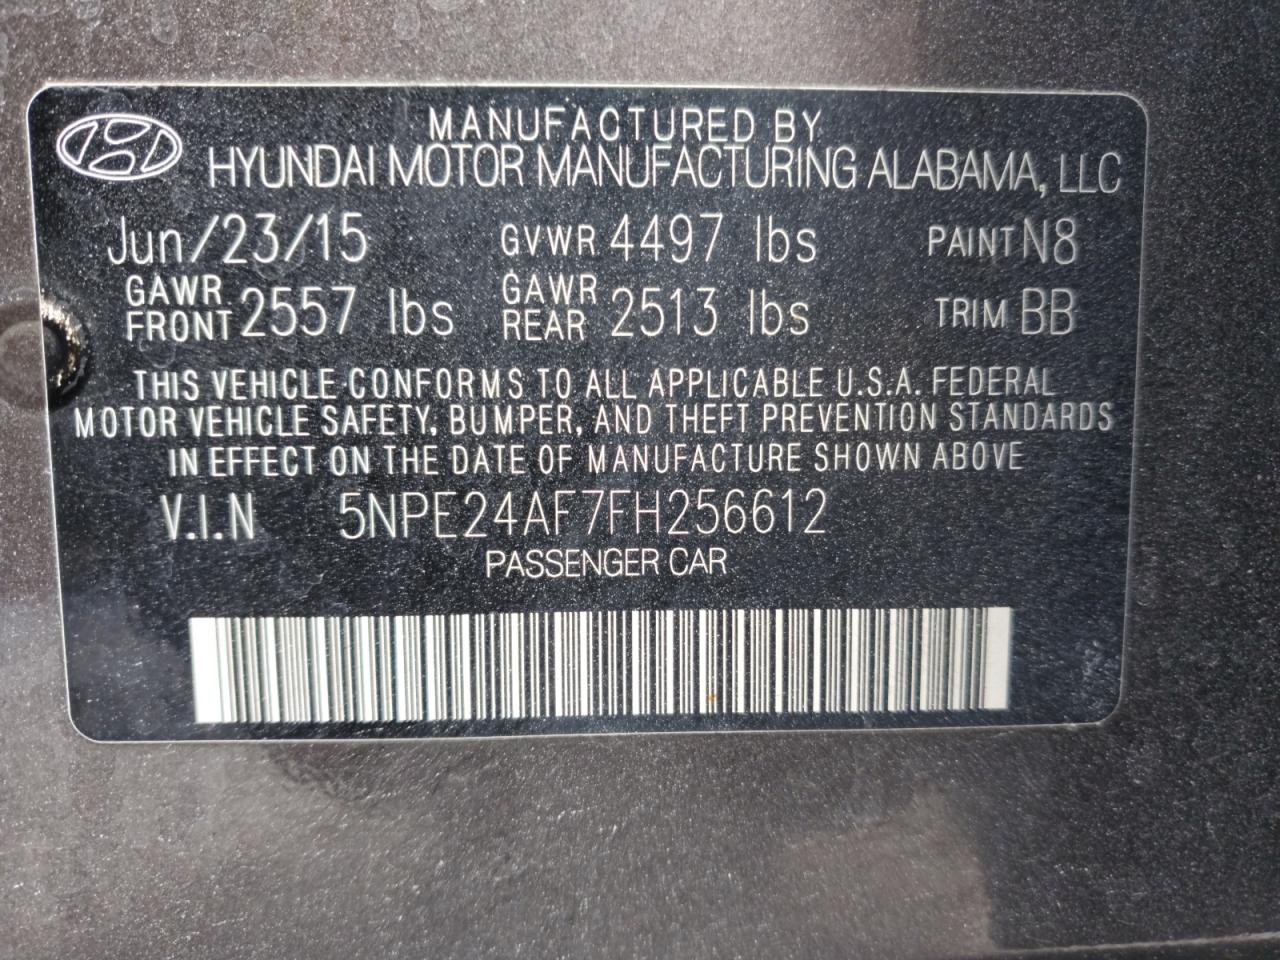 MANUFACTURED BY
HYUNDAI MOTOR MANUFACTURING ALABAMA, LLC
Jun/23/15 GVWR 4497 lbs PAINT N8
GAWR FRONT 2557 lbs GAWR REAR 2513 lbs TRIM BB
THIS VEHICLE CONFORMS TO ALL APPLICABLE U.S.A. FEDERAL
MOTOR VEHICLE SAFETY, BUMPER, AND THEFT PREVENTION STANDARDS
IN EFFECT ON THE DATE OF MANUFACTURE SHOWN ABOVE
V.I.N 5NPE24AF7FH256612
PASSENGER CAR